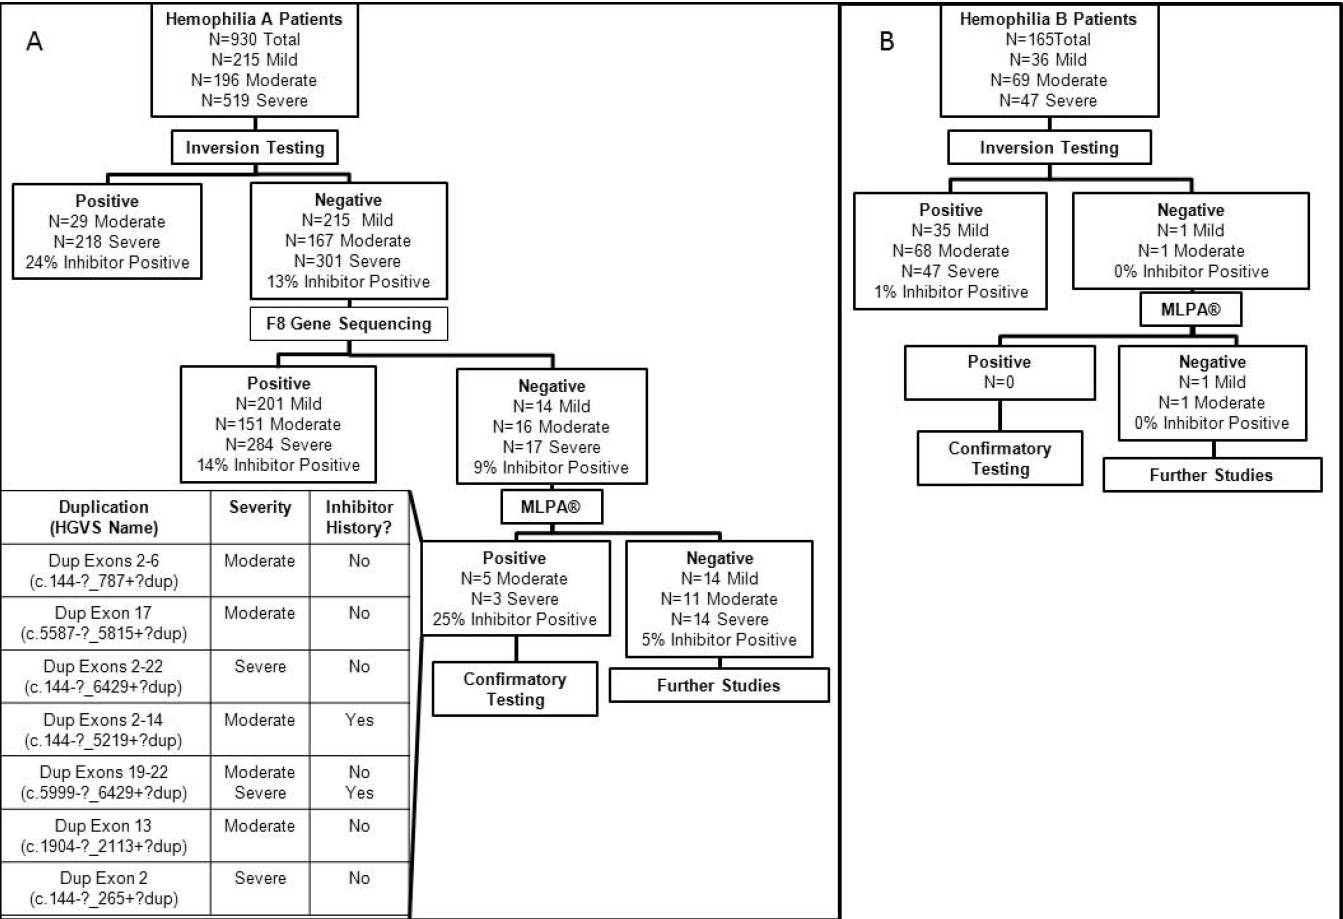 A
Hemophilia A Patients
N=930 Total
N=215 Mild
N=196 Moderate
N=519 Severe
Inversion Testing
Positive
N=29 Moderate
N=218 Severe
24% Inhibitor Positive
Negative
N=215 Mild
N=167 Moderate
N=301 Severe
13% Inhibitor Positive
F8 Gene Sequencing
Positive
N=201 Mild
N=151 Moderate
N=284 Severe
14% Inhibitor Positive
Negative
N=14 Mild
N=16 Moderate
N=17 Severe
9% Inhibitor Positive
MLPA®
Positive
N=5 Moderate
N=3 Severe
25% Inhibitor Positive
Negative
N=14 Mild
N=11 Moderate
N=14 Severe
5% Inhibitor Positive
Confirmatory
Testing
Further Studies
Duplication Severity Inhibitor
(HGVS Name) History?
Dup Exons 2-6 Moderate No
(c.144-?_787+?dup)
Dup Exon 17 Moderate No
(c.5587-?_5815+?dup)
Dup Exons 2-22 Severe No
(c.144-?_6429+?dup)
Dup Exons 2-14 Moderate Yes
(c.144-?_5219+?dup)
Dup Exons 19-22 Moderate No
(c.5999-?_6429+?dup) Severe Yes
Dup Exon 13 Moderate No
(c.1904-?_2113+?dup)
Dup Exon 2 Severe No
(c.144-?_265+?dup)
B
Hemophilia B Patients
N=165Total
N=36 Mild
N=69 Moderate
N=47 Severe
Inversion Testing
Positive
N=35 Mild
N=68 Moderate
N=47 Severe
1% Inhibitor Positive
Negative
N=1 Mild
N=1 Moderate
0% Inhibitor Positive
MLPA®
Positive
N=0
Negative
N=1 Mild
N=1 Moderate
0% Inhibitor Positive
Confirmatory
Testing
Further Studies